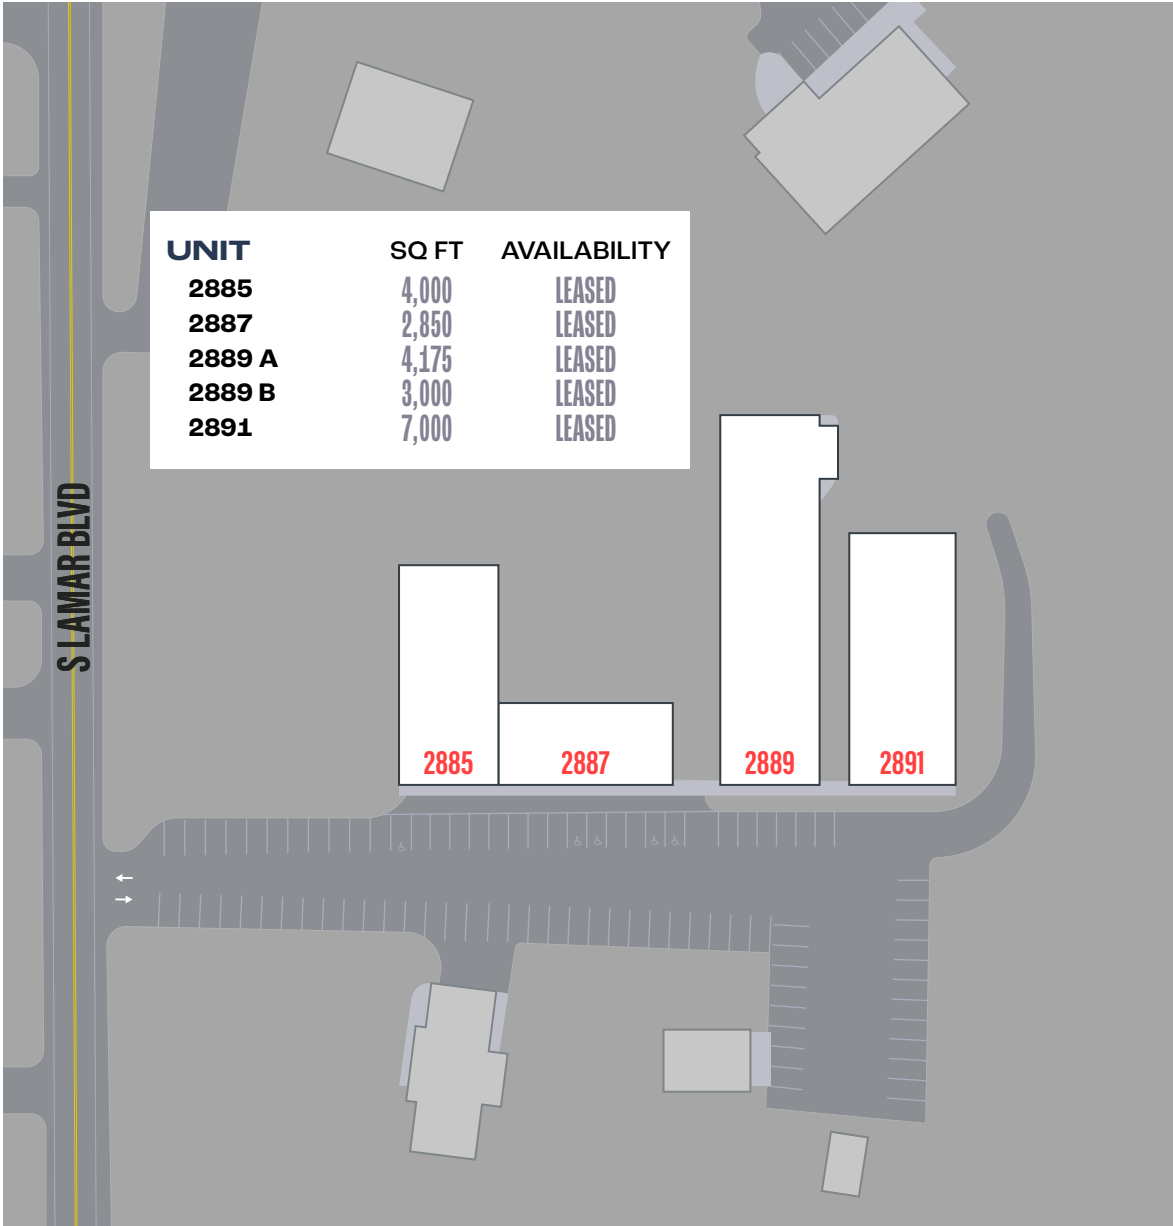 UNIT SQ FT AVAILABILITY
2885 4,000 LEASED
2887 2,850 LEASED
2889 A 4,175 LEASED
2889 B 3,000 LEASED
2891 7,000 LEASED
S LAMAR BLVD
2885 2887 2889 2891